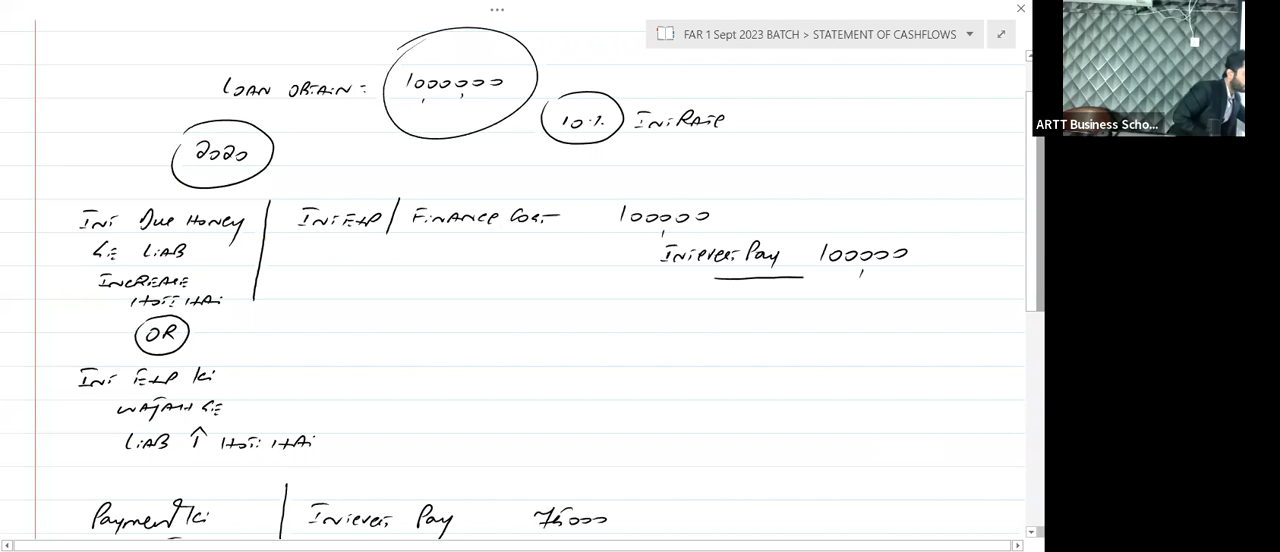 FAR 1 Sept 2023 BATCH > STATEMENT OF CASHFLOWS
ARTT Business Scho...
LOAN OBTAIN: 1000000
10% INT RATE
2020
INT DUE HONEY
SE LIAB
INCREASE
HOTI HAI
INT EXP / FINANCE COST 100000
INTEREST PAY 100000
OR
INT EXP KI
WAJAH SE
LIAB ↑ HOTI HAI
Payment Ki
INTEREST PAY 75000